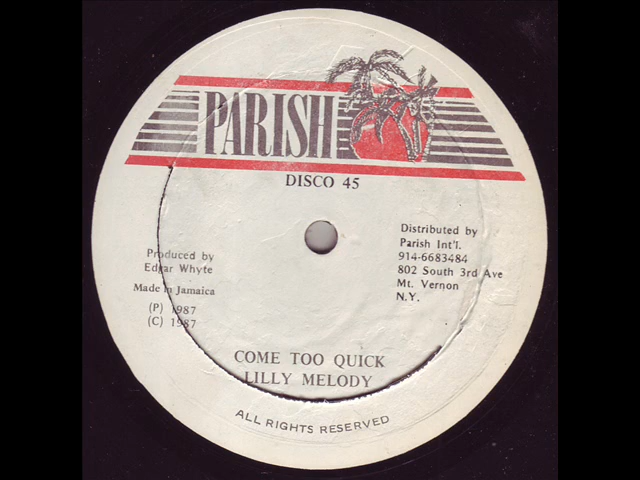 PARISH
DISCO 45
Distributed by
Parish Int'l.
914-6683484
802 South 3rd Ave
Mt. Vernon
N.Y.
Produced by
Edgar Whyte
Made in Jamaica
(P) 1987
(C) 1987
COME TOO QUICK
LILLY MELODY
ALL RIGHTS RESERVED